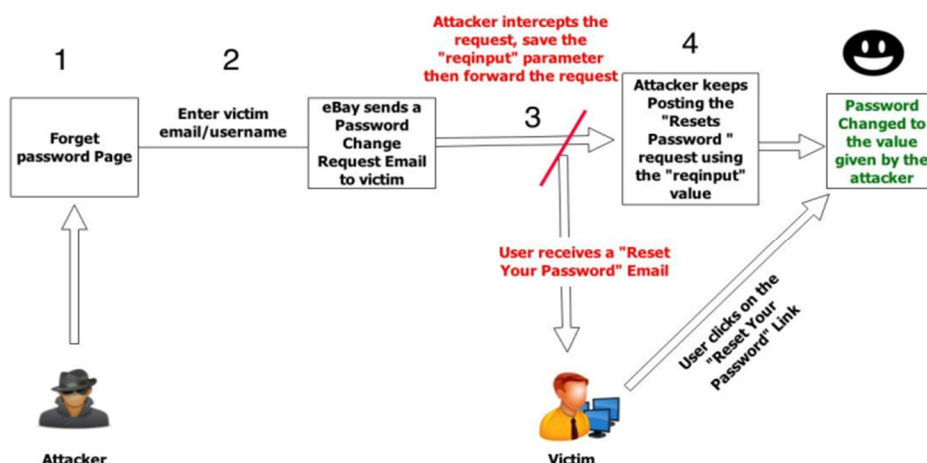 1
Forget
password Page
2
Enter victim
email/username
eBay sends a
Password
Change
Request Email
to victim
Attacker intercepts the
request, save the
"reqinput" parameter
then forward the request
3
4
Attacker keeps
Posting the
"Resets
Password "
request using
the "reqinput"
value
Password
Changed to
the value
given by the
attacker
User receives a "Reset
Your Password" Email
User clicks on the
"Reset Your
Password" Link
Attacker
Victim